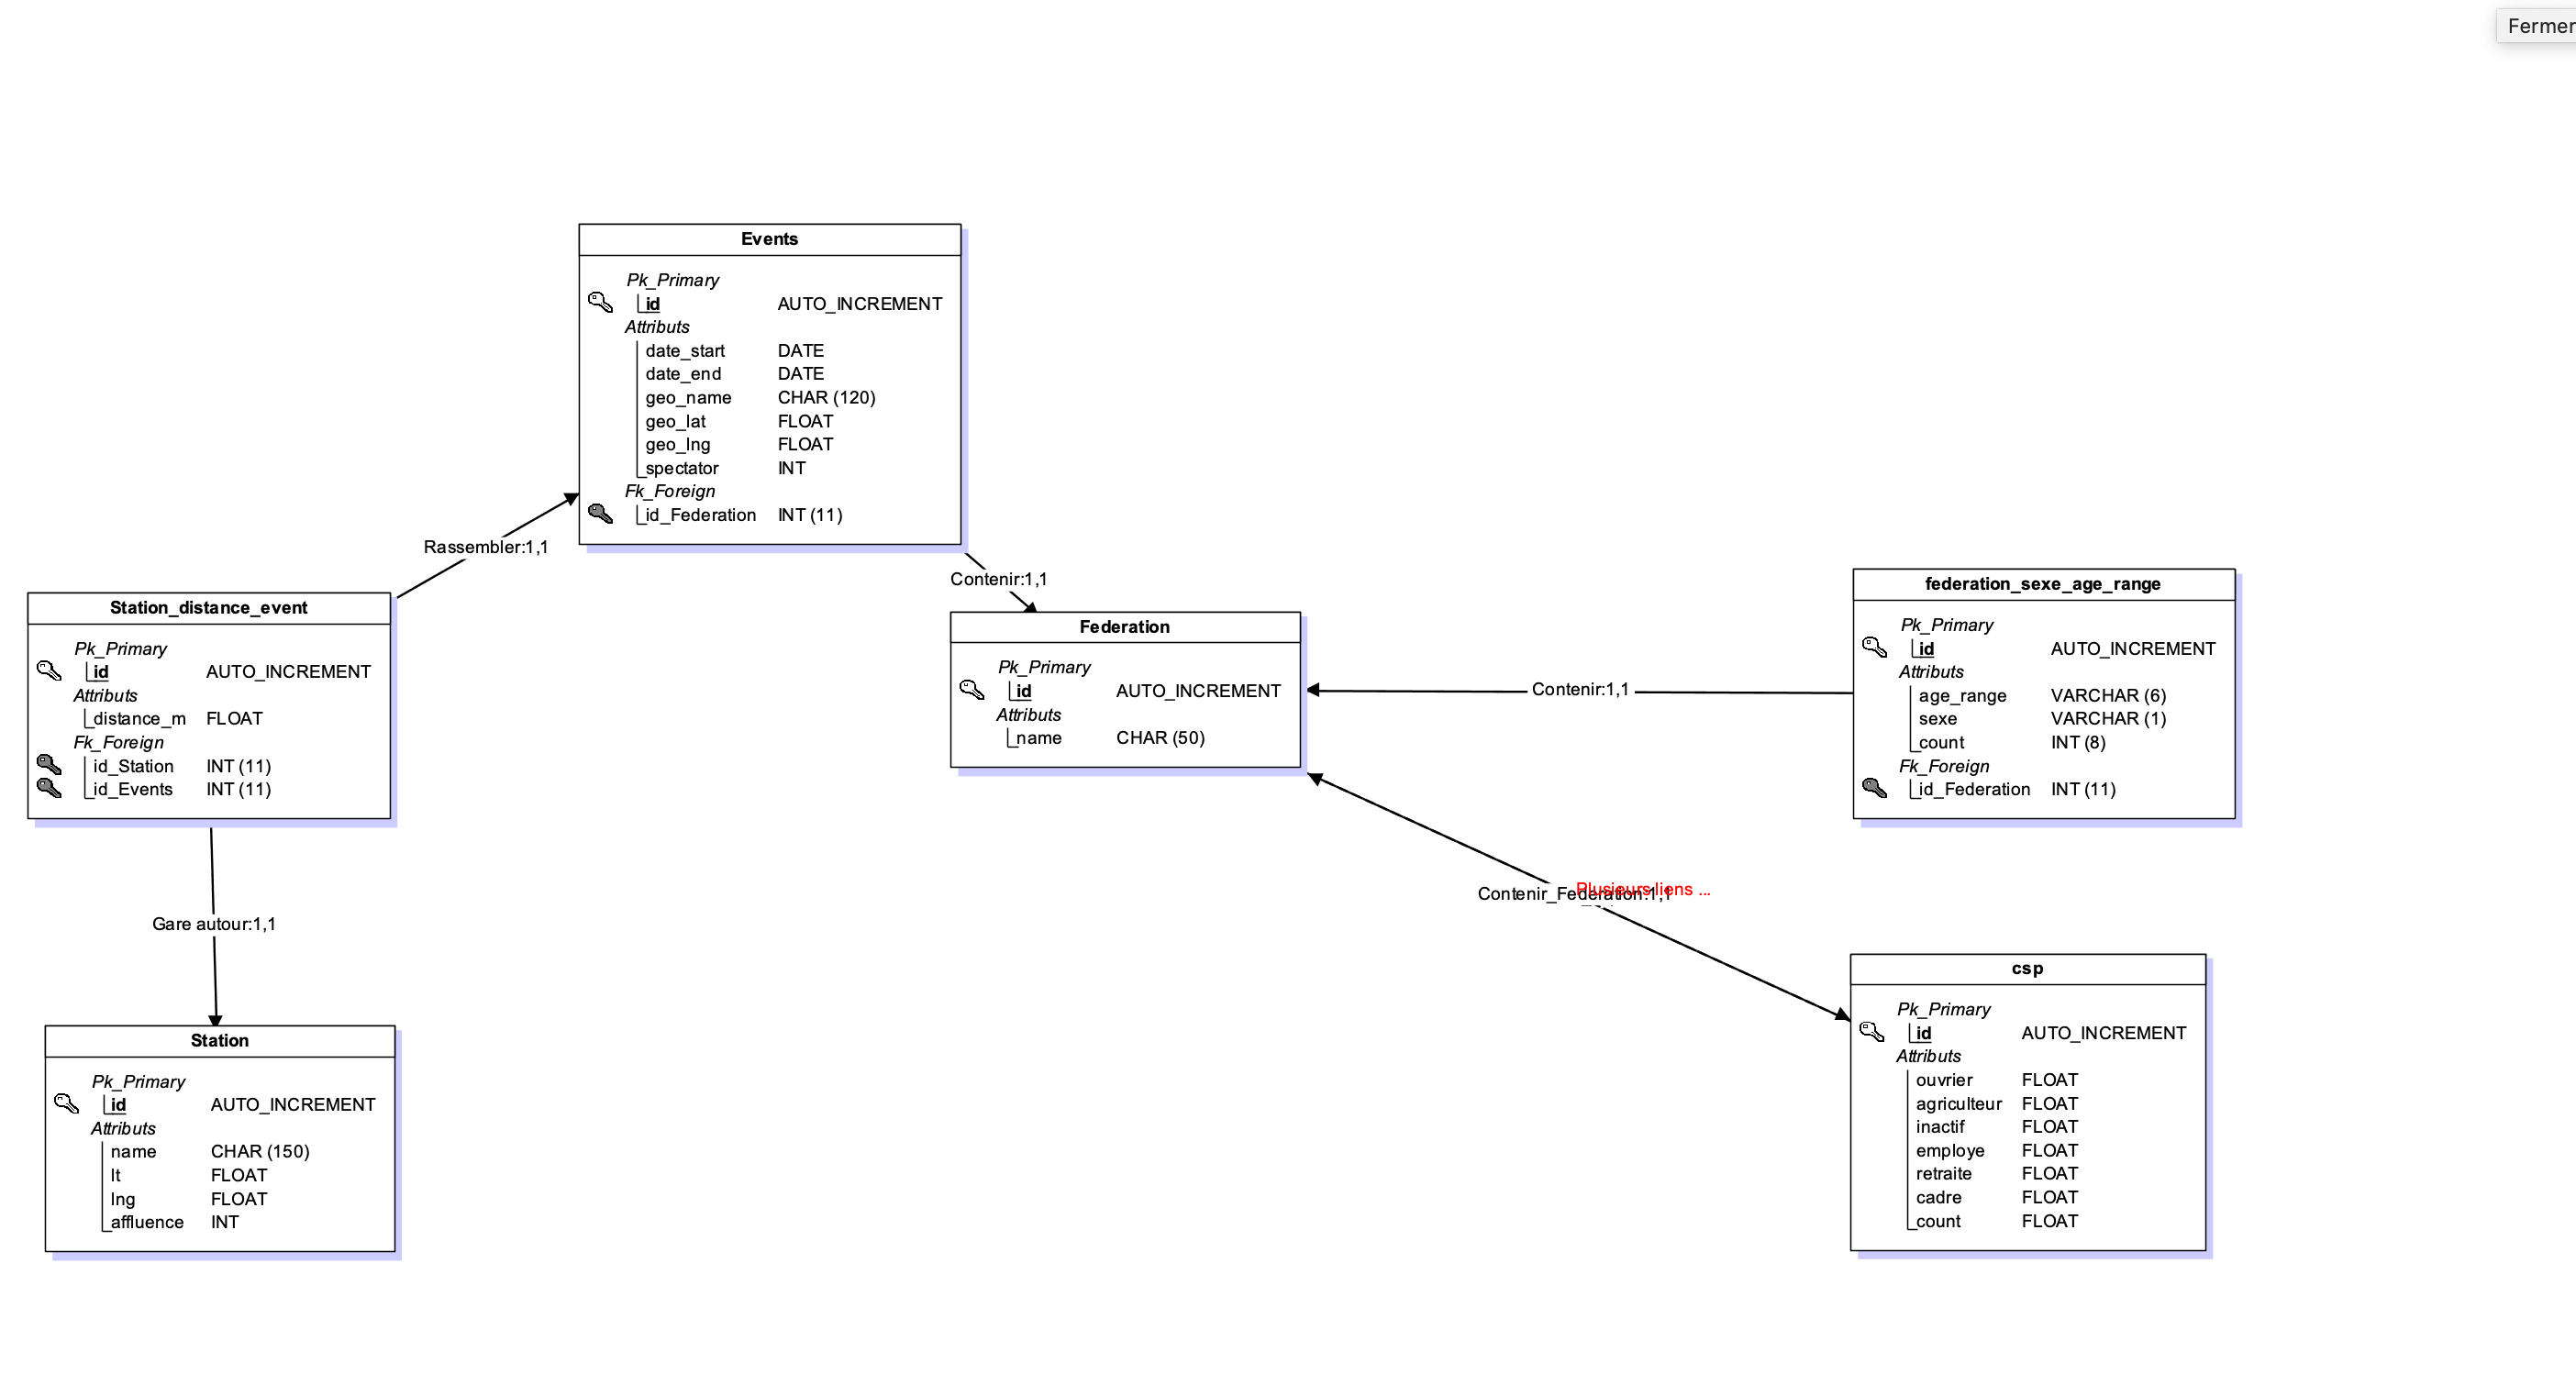 Fermer
Events
Pk_Primary
id AUTO_INCREMENT
Attributs
date_start DATE
date_end DATE
geo_name CHAR (120)
geo_lat FLOAT
geo_lng FLOAT
spectator INT
Fk_Foreign
id_Federation INT (11)
Rassembler:1,1
Contenir:1,1
Station_distance_event
Pk_Primary
id AUTO_INCREMENT
Attributs
distance_m FLOAT
Fk_Foreign
id_Station INT (11)
id_Events INT (11)
Federation
Pk_Primary
id AUTO_INCREMENT
Attributs
name CHAR (50)
Contenir:1,1
federation_sexe_age_range
Pk_Primary
id AUTO_INCREMENT
Attributs
age_range VARCHAR (6)
sexe VARCHAR (1)
count INT (8)
Fk_Foreign
id_Federation INT (11)
Gare autour:1,1
Contenir_Federation:1,1
Plusieurs liens ...
Station
Pk_Primary
id AUTO_INCREMENT
Attributs
name CHAR (150)
lt FLOAT
lng FLOAT
affluence INT
csp
Pk_Primary
id AUTO_INCREMENT
Attributs
ouvrier FLOAT
agriculteur FLOAT
inactif FLOAT
employe FLOAT
retraite FLOAT
cadre FLOAT
count FLOAT